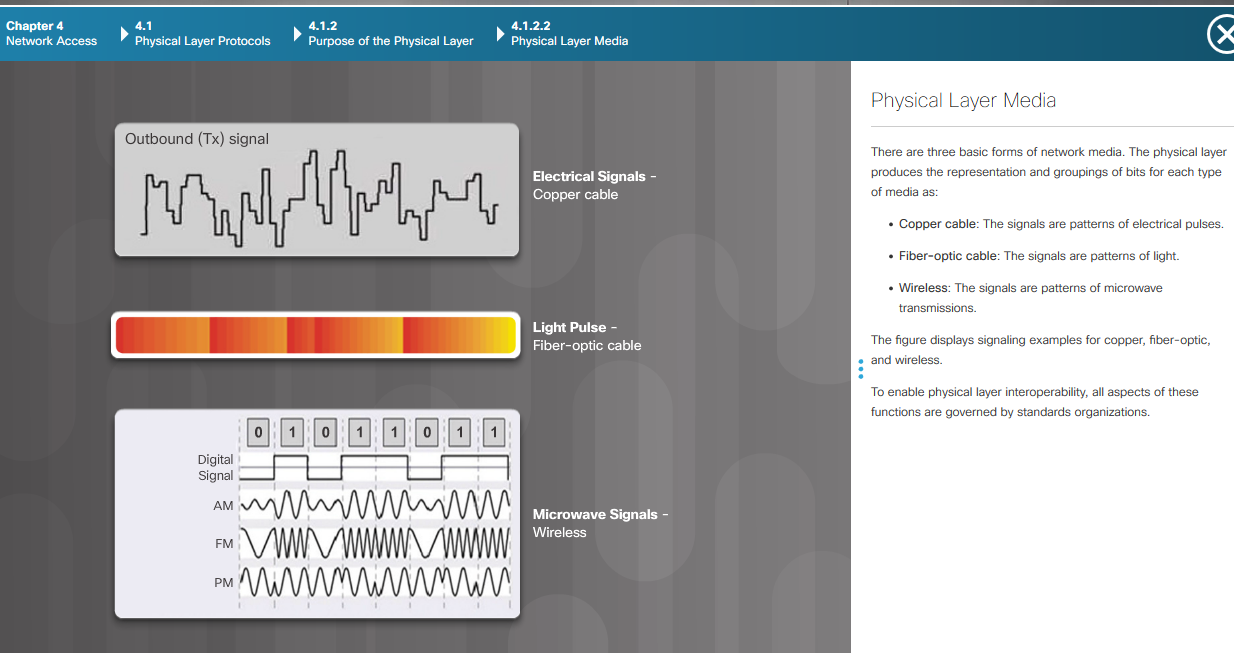 Chapter 4
Network Access
4.1
Physical Layer Protocols
4.1.2
Purpose of the Physical Layer
4.1.2.2
Physical Layer Media
Outbound (Tx) signal
Electrical Signals -
Copper cable
Light Pulse -
Fiber-optic cable
0 1 0 1 1 0 1 1
Digital
Signal
AM
FM
PM
Microwave Signals -
Wireless
Physical Layer Media
There are three basic forms of network media. The physical layer
produces the representation and groupings of bits for each type
of media as:
• Copper cable: The signals are patterns of electrical pulses.
• Fiber-optic cable: The signals are patterns of light.
• Wireless: The signals are patterns of microwave
transmissions.
The figure displays signaling examples for copper, fiber-optic,
and wireless.
To enable physical layer interoperability, all aspects of these
functions are governed by standards organizations.